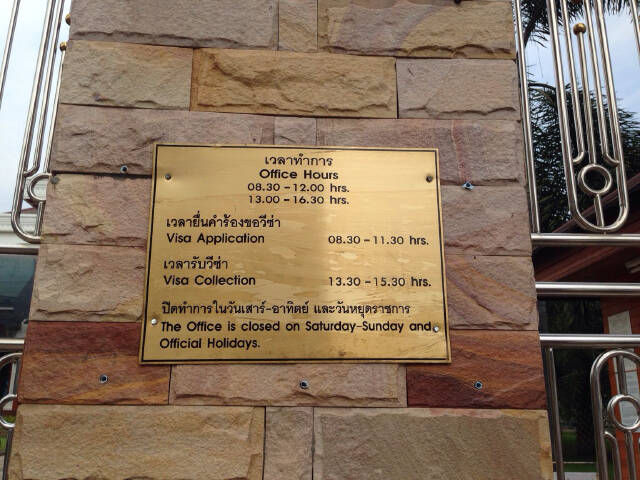 เวลาทำการ
Office Hours
08.30 - 12.00 hrs.
13.00 - 16.30 hrs.
เวลายื่นคำร้องขอวีซ่า
Visa Application 08.30 - 11.30 hrs.
เวลารับวีซ่า
Visa Collection 13.30 - 15.30 hrs.
ปิดทำการในวันเสาร์-อาทิตย์ และวันหยุดราชการ
The Office is closed on Saturday-Sunday and
Official Holidays.